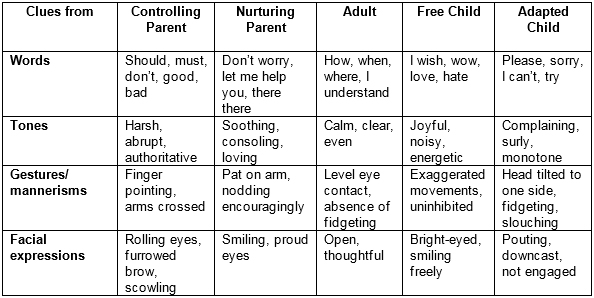 Clues from Controlling Parent Nurturing Parent Adult Free Child Adapted Child
Words
Should, must,
don't, good,
bad
Don't worry,
let me help
you, there
there
How, when,
where, I
understand
I wish, wow,
love, hate
Please, sorry,
I can't, try
Tones
Harsh,
abrupt,
authoritative
Soothing,
consoling,
loving
Calm, clear,
even
Joyful,
noisy,
energetic
Complaining,
surly,
monotone
Gestures/
mannerisms
Finger
pointing,
arms crossed
Pat on arm,
nodding
encouragingly
Level eye
contact,
absence of
fidgeting
Exaggerated
movements,
uninhibited
Head tilted to
one side,
fidgeting,
slouching
Facial
expressions
Rolling eyes,
furrowed
brow,
scowling
Smiling, proud
eyes
Open,
thoughtful
Bright-eyed,
smiling
freely
Pouting,
downcast,
not engaged